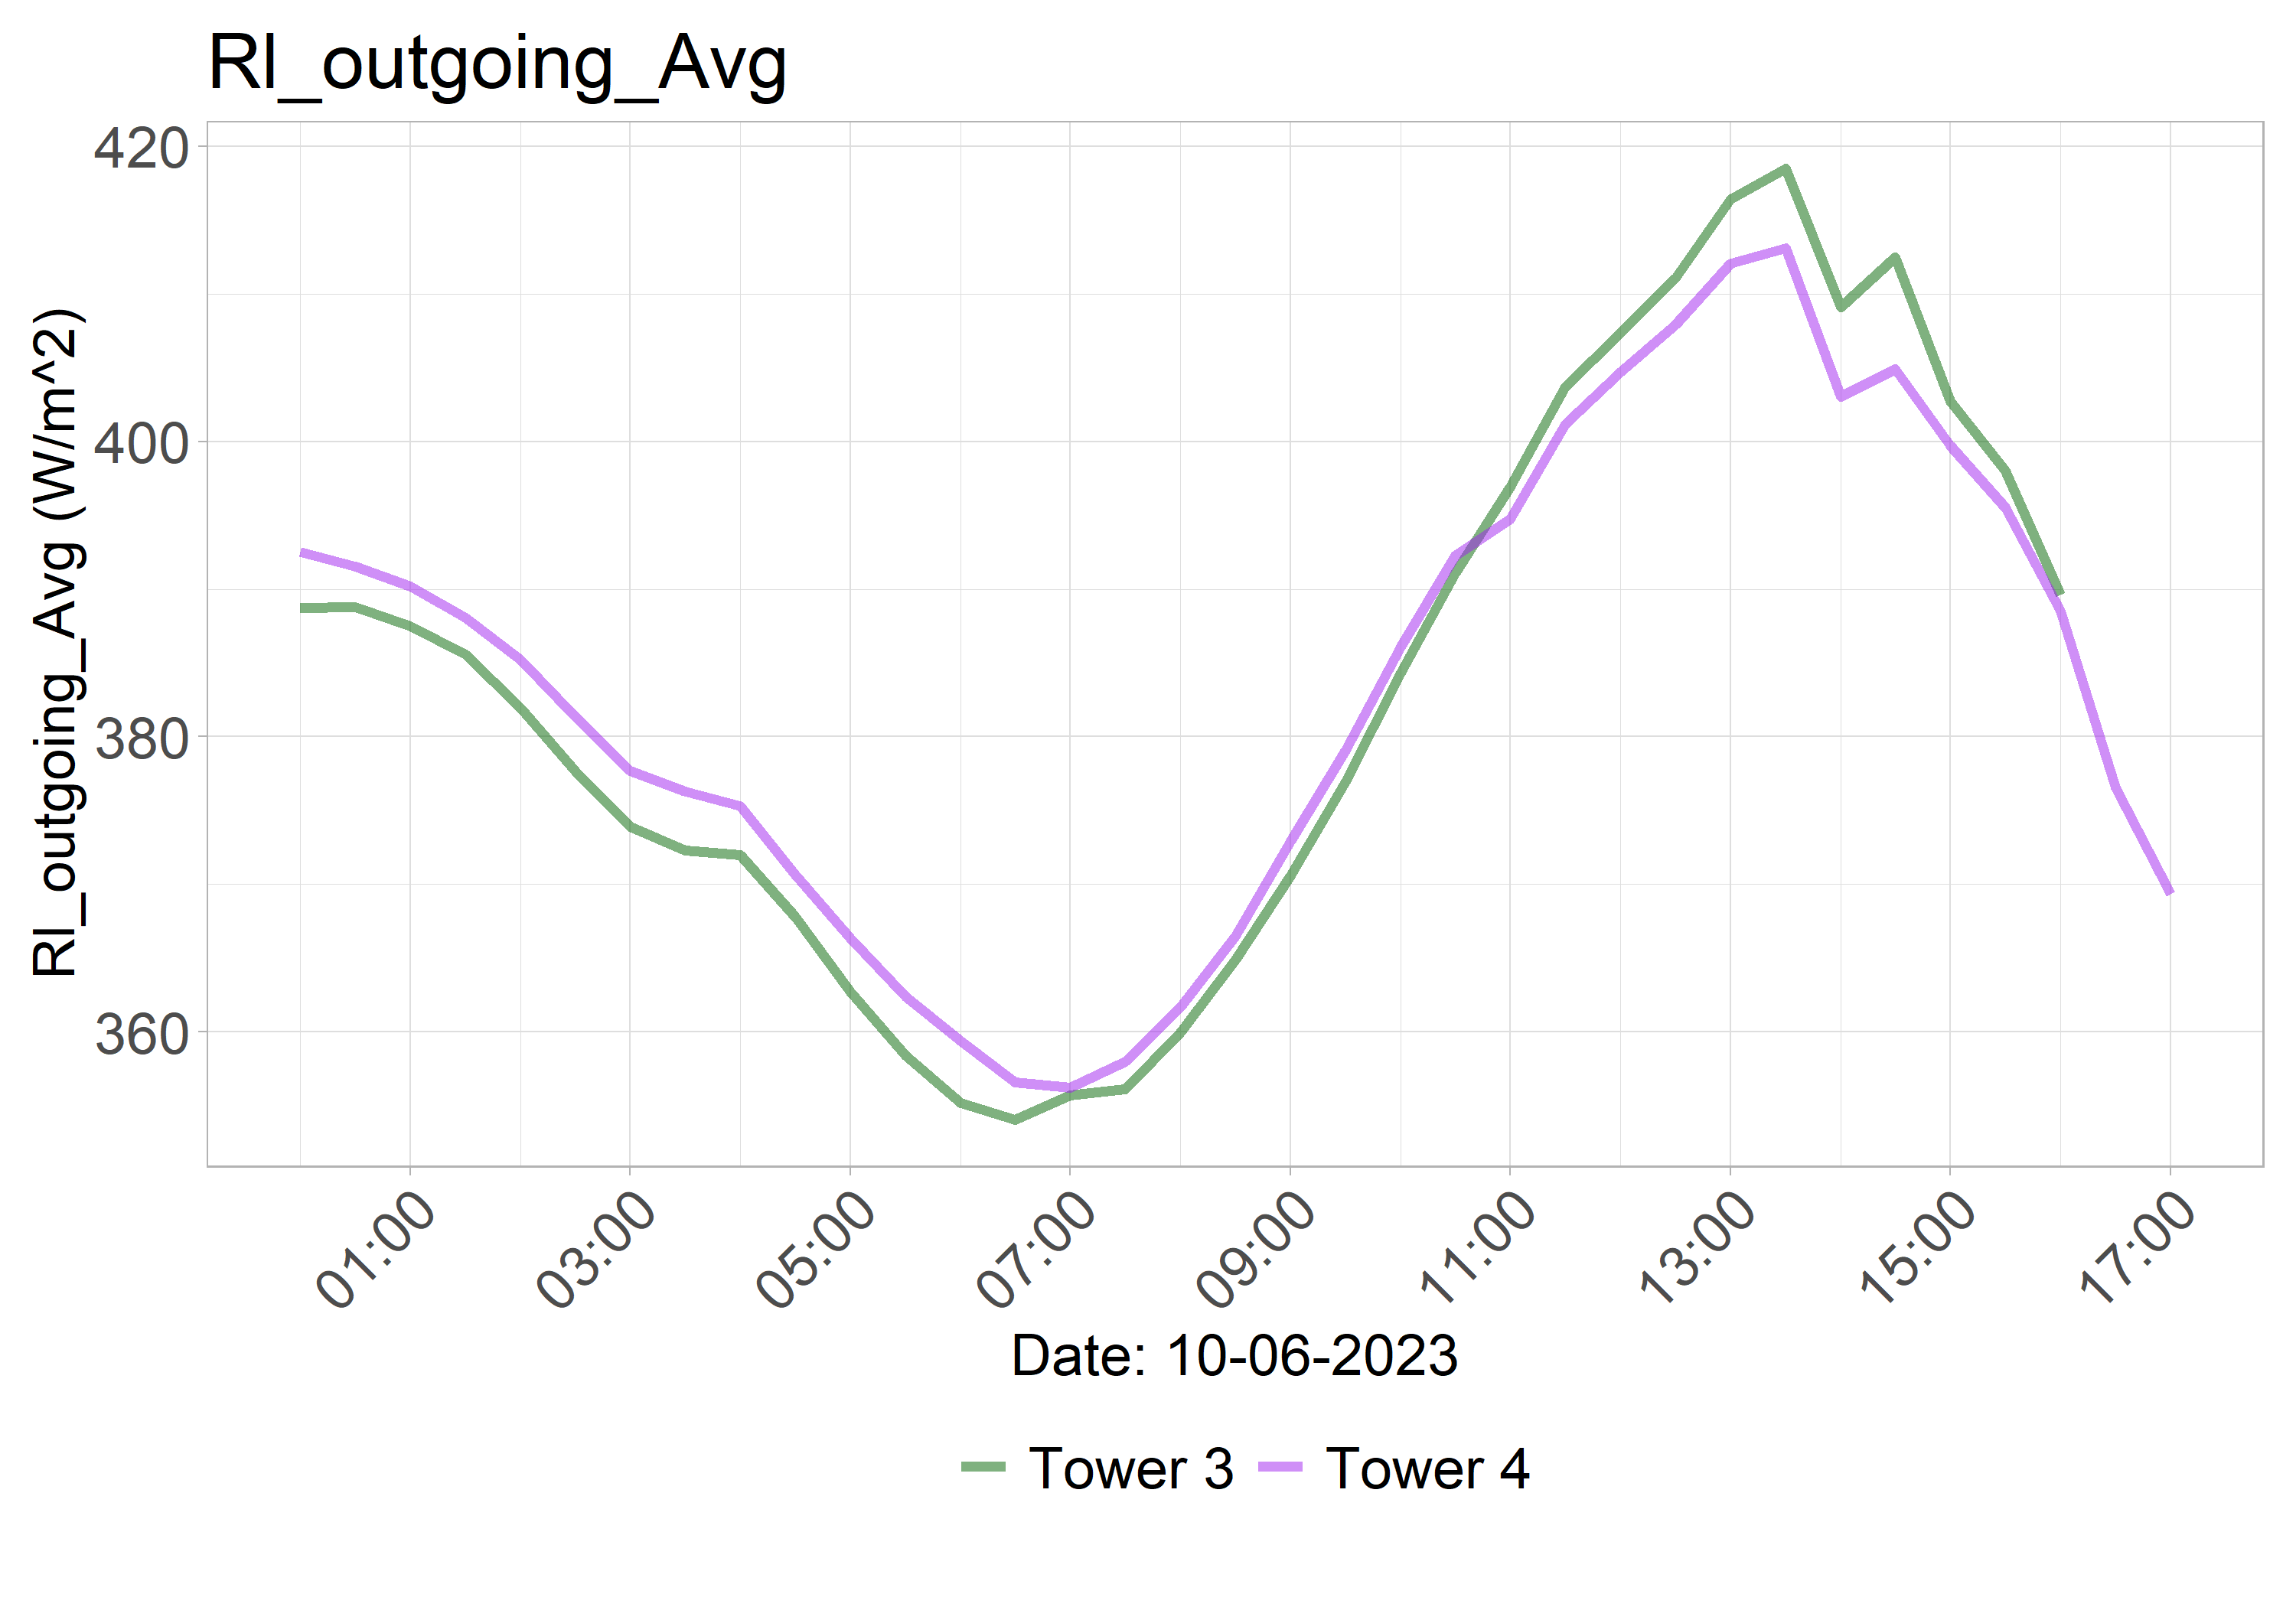 Rl_outgoing_Avg
Rl_outgoing_Avg (W/m^2)
420
400
380
360
01:00 03:00 05:00 07:00 09:00 11:00 13:00 15:00 17:00
Date: 10-06-2023
Tower 3 Tower 4